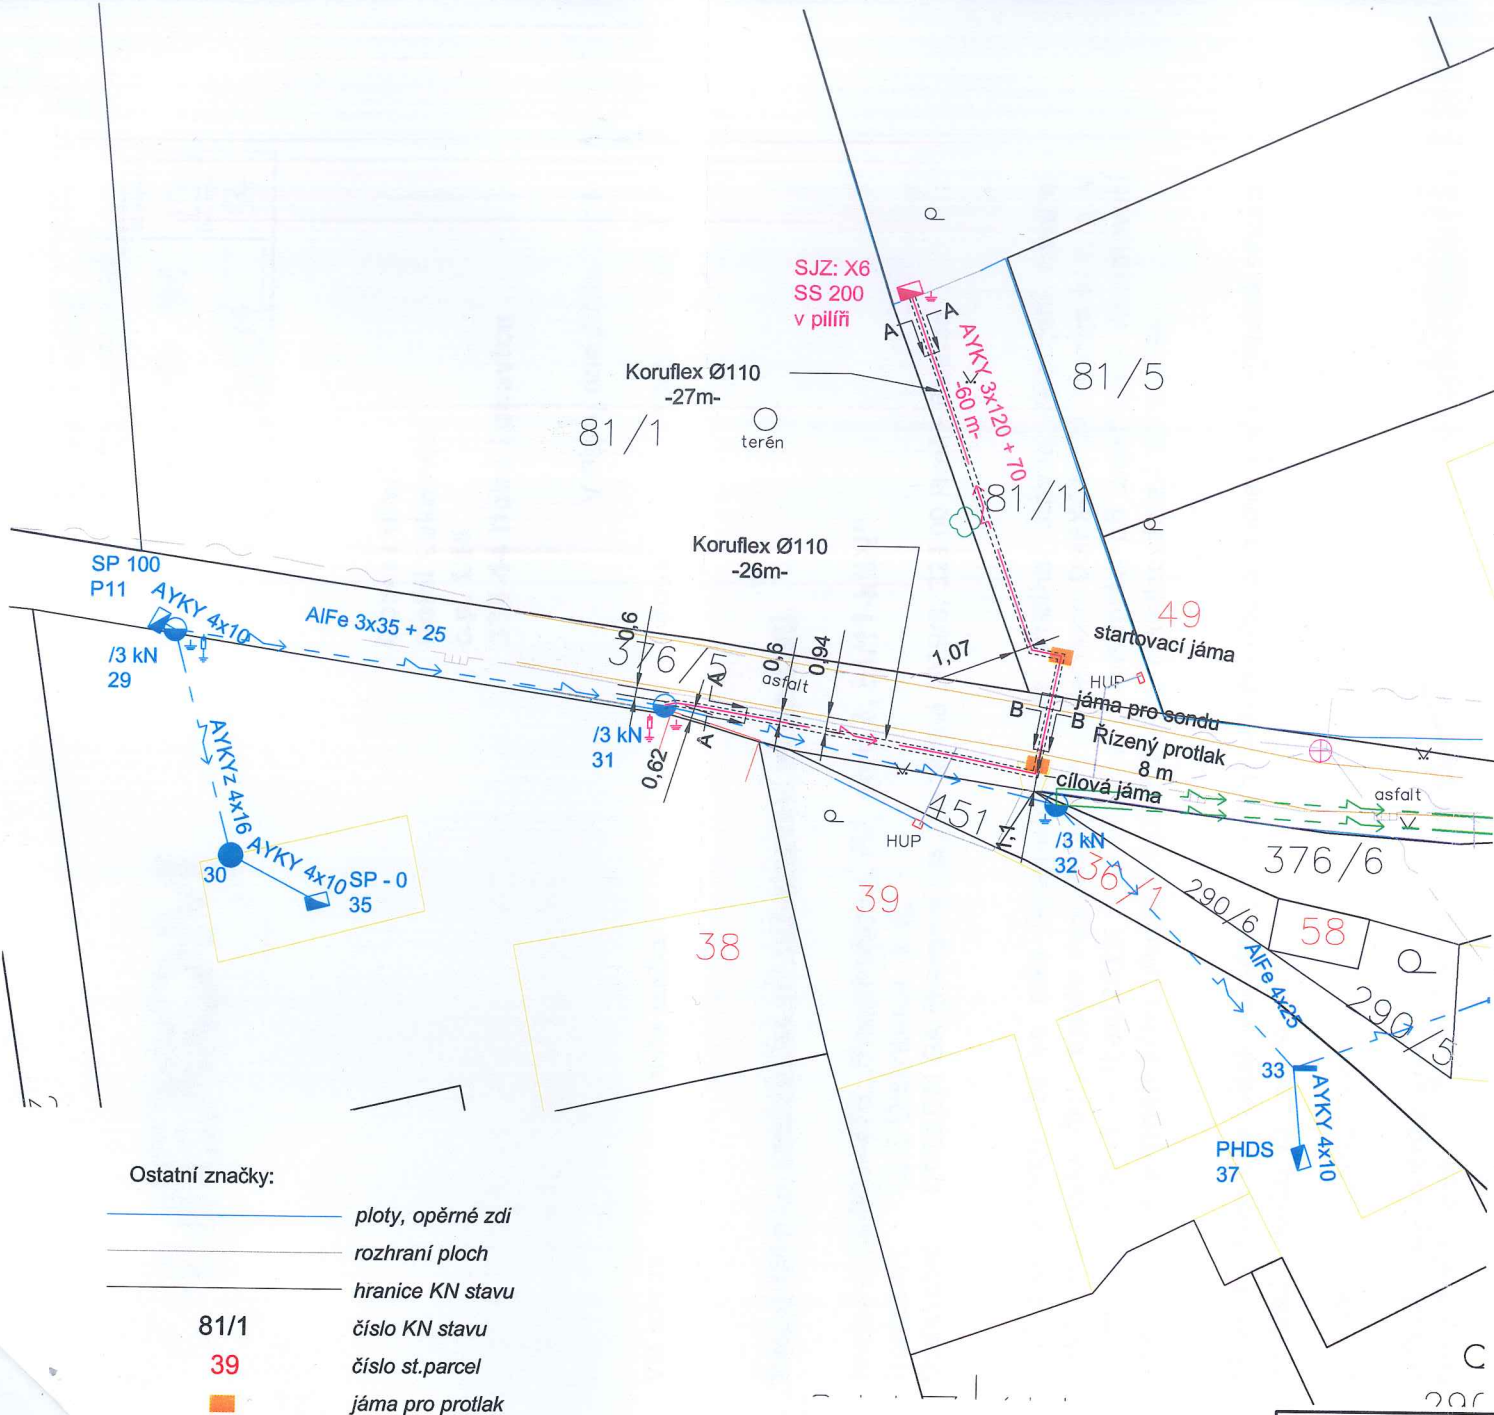 SJZ: X6
SS 200
v pilíři
A
A
AYKY 3x120 + 70
-60 m-
Koruflex Ø110
-27m-
81/1
terén
81/5
81/11
Koruflex Ø110
-26m-
49
startovací jáma
1,07
HUP
jáma pro sondu
B
B
Řízený protlak
8 m
cílová jáma
SP 100
P11
AYKY 4x10
AlFe 3x35 + 25
/3 kN
29
0,6
376/5
0,6
0,94
asfalt
A
A
/3 kN
31
0,62
AYKYz 4x16
30
AYKY 4x10
SP - 0
35
451
HUP
1,1
/3 kN
32
36/1
asfalt
376/6
290/6
58
39
38
AlFe 4x25
290/5
33
AYKY 4x10
PHDS
37
Ostatní značky:
ploty, opěrné zdi
rozhraní ploch
hranice KN stavu
81/1
číslo KN stavu
39
číslo st.parcel
jáma pro protlak